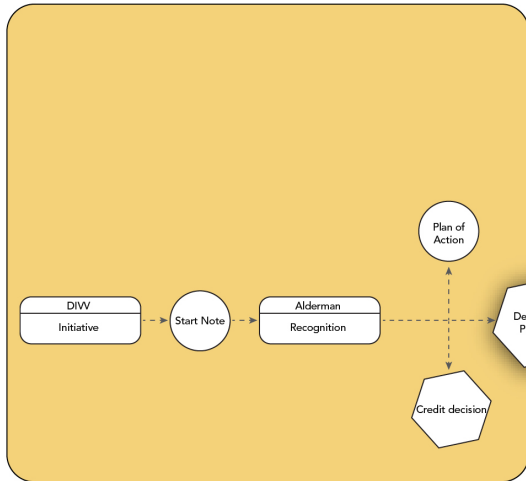 Plan of
Action
DIVV
Initiative
Start Note
Alderman
Recognition
Credit decision